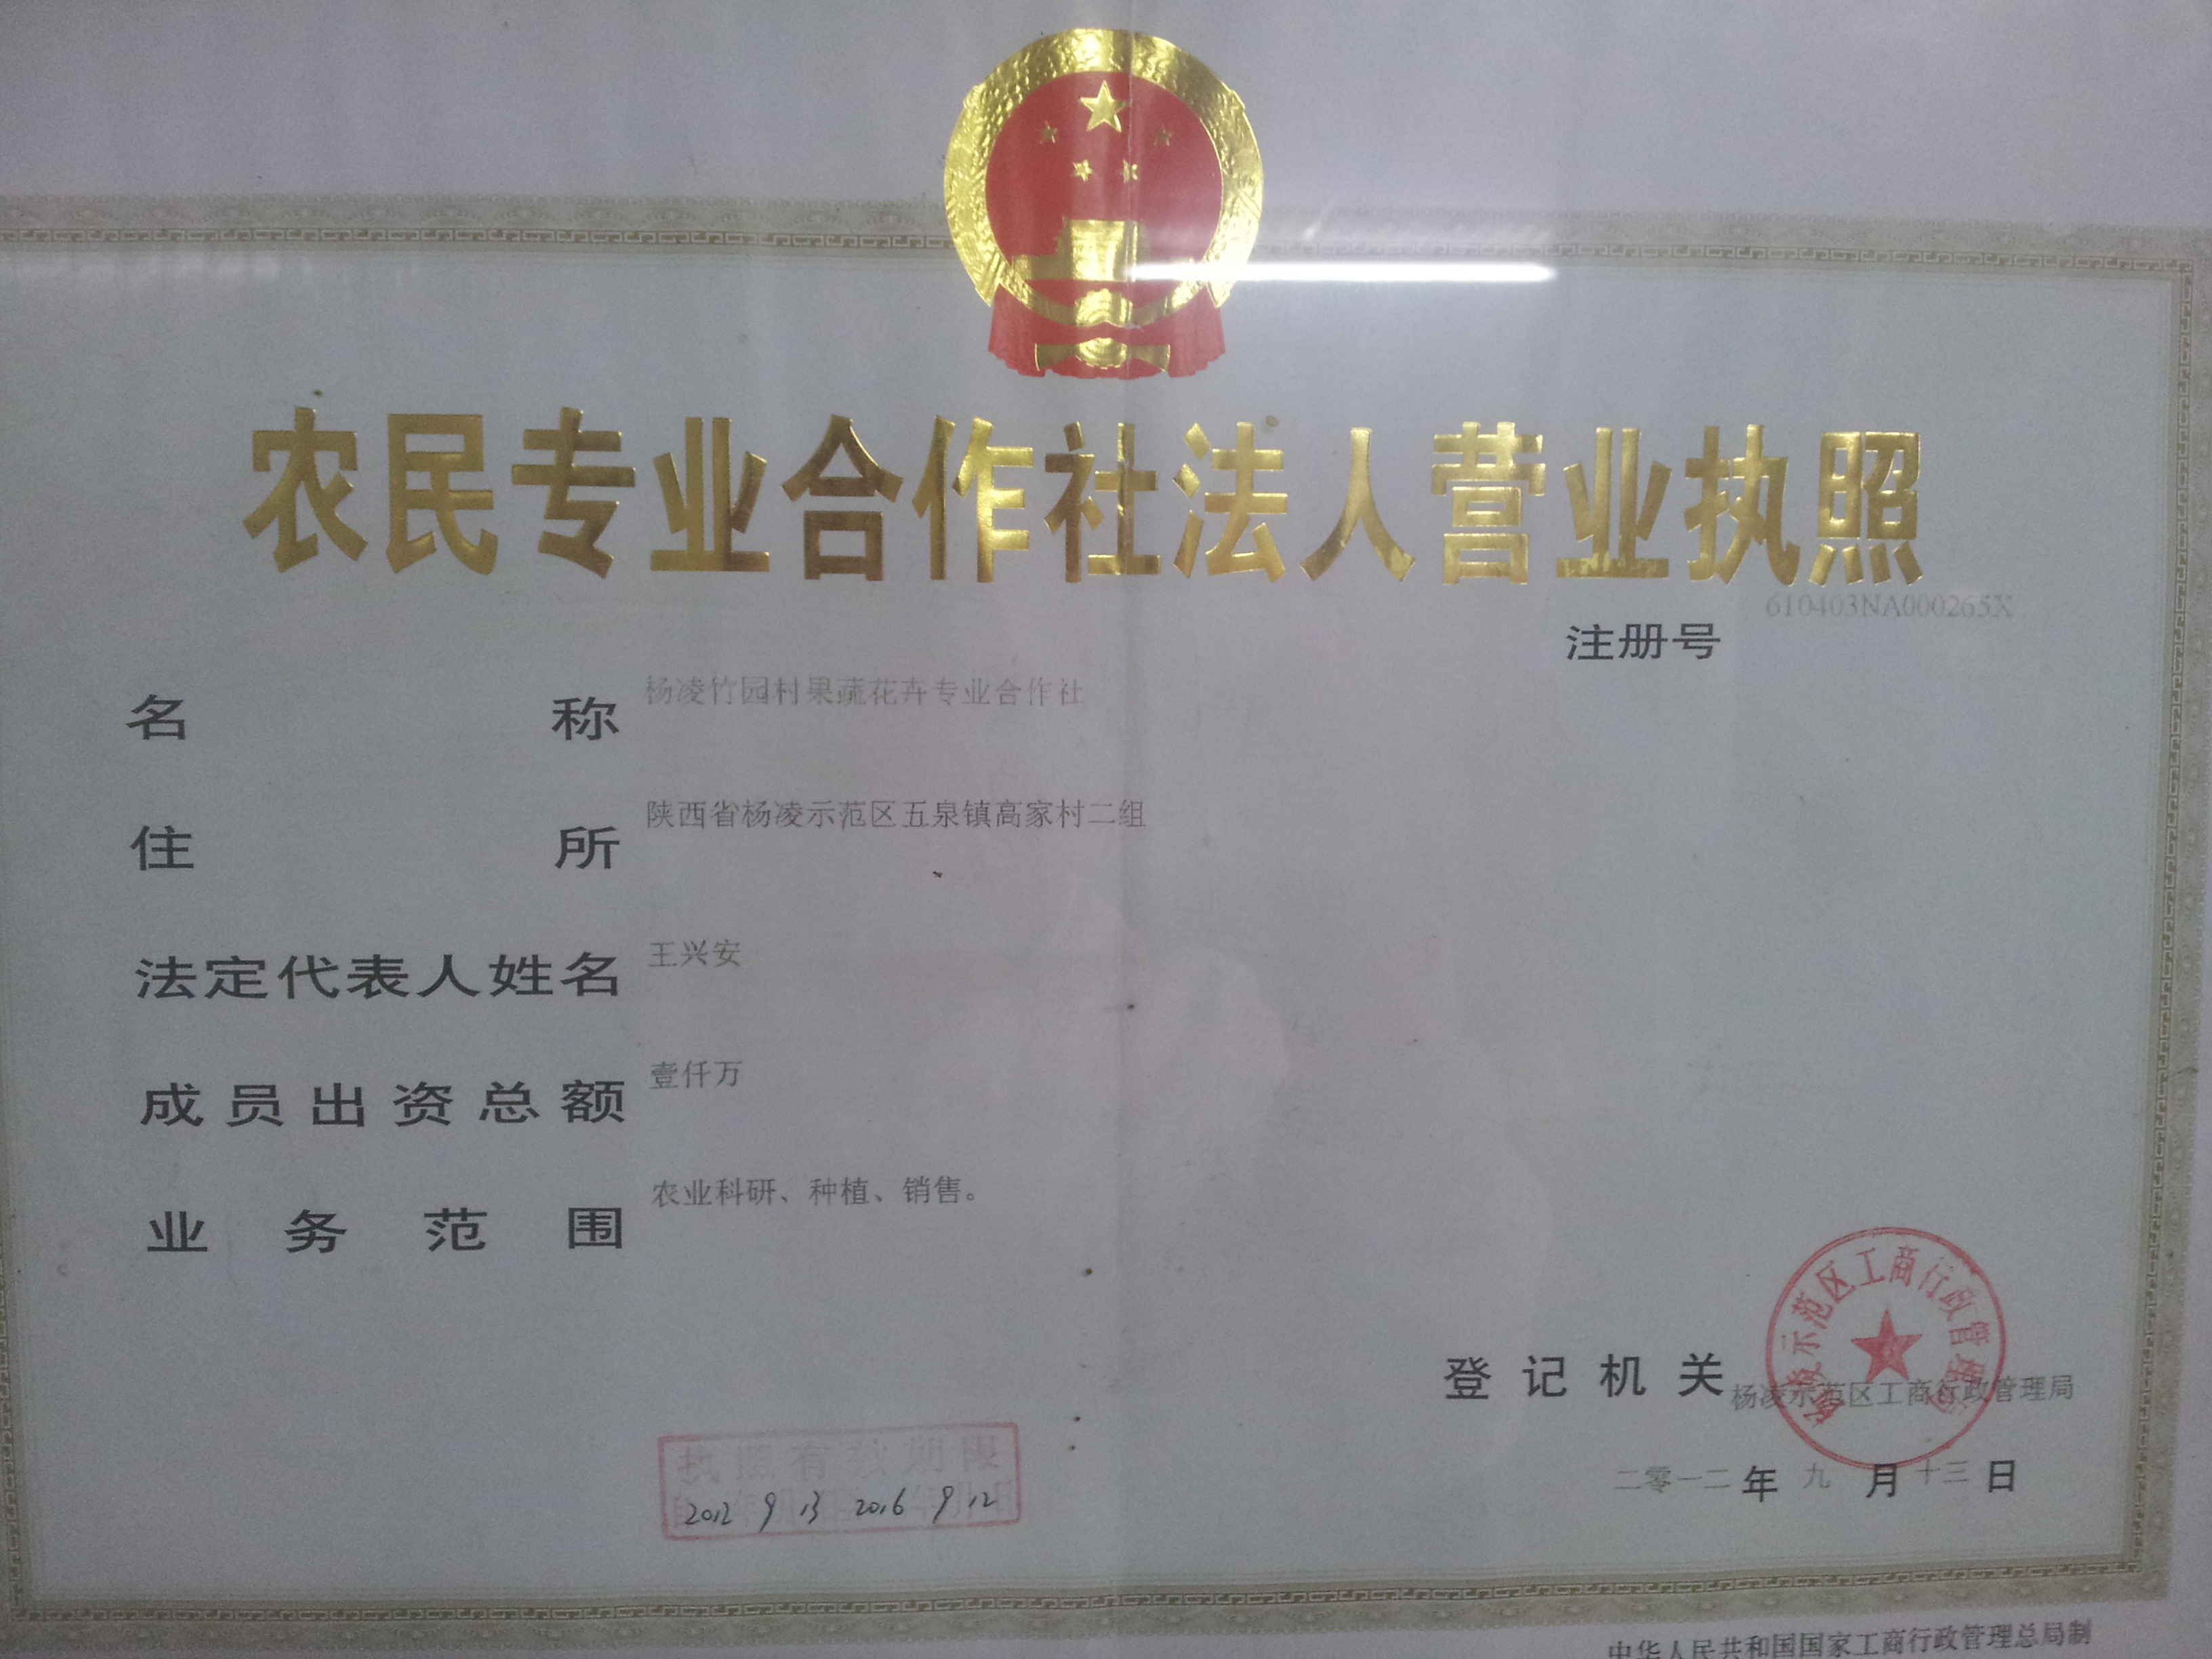 农民专业合作社法人营业执照
注册号 610403NA000265X
名称 杨凌竹园村果蔬花卉专业合作社
住所 陕西省杨凌示范区五泉镇高家村二组
法定代表人姓名 王兴安
成员出资总额 壹仟万
业务范围 农业科研、种植、销售。
杨凌示范区工商行政管理局
登记机关 杨凌示范区工商行政管理局
二零一二年九月十三日
执照有效期限
2012 9 13 2016 9 12
中华人民共和国国家工商行政管理总局制